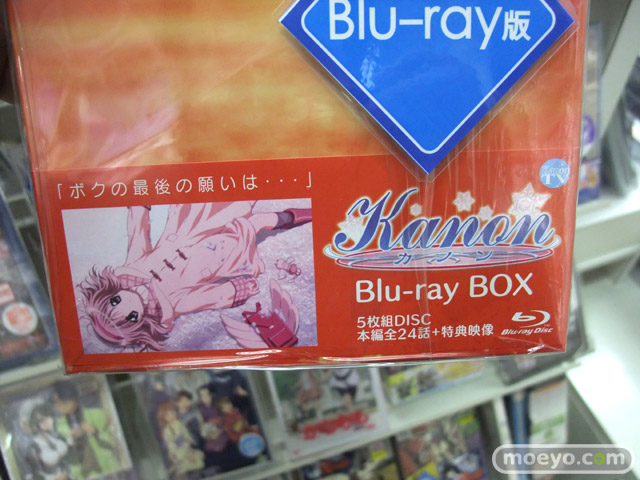 Blu-ray版
「ボクの最後の願いは・・・」
Kanon
カノン
Blu-ray BOX
5枚組DISC
本編全24話+特典映像
Blu-ray Disc
moeyo.com